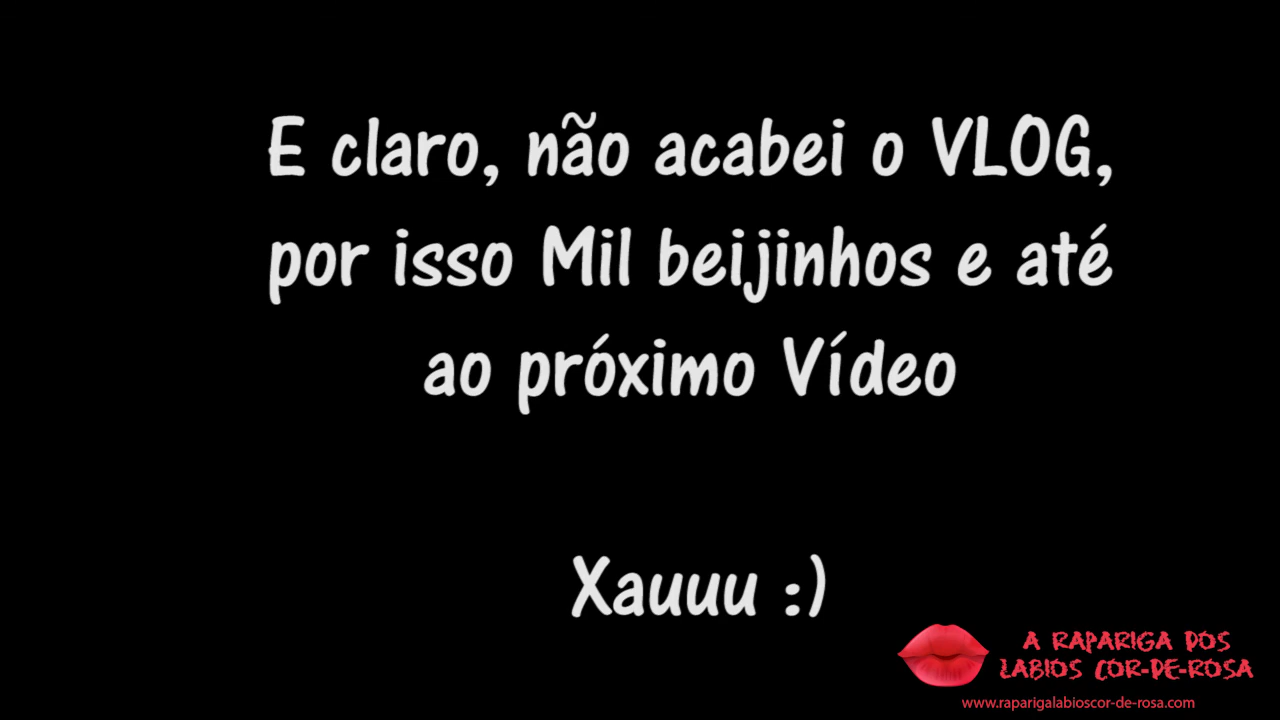 E claro, não acabei o VLOG,
por isso Mil beijinhos e até
ao próximo Vídeo
Xauuu :)
A RAPARIGA DOS
LABIOS COR-DE-ROSA
www.raparigalabioscor-de-rosa.com